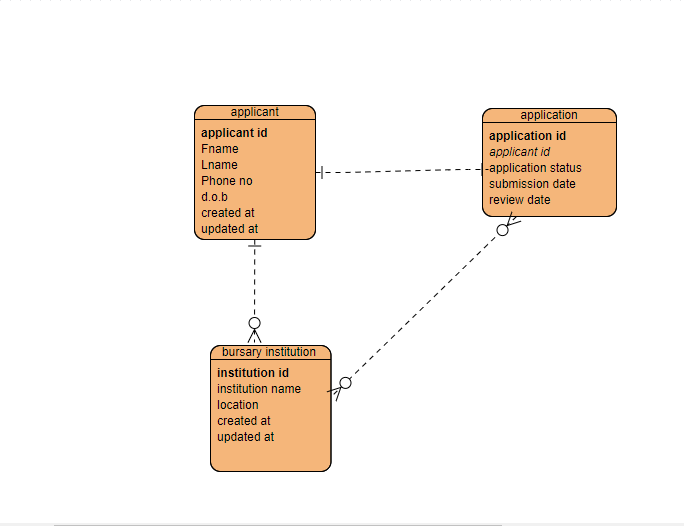 applicant
applicant id
Fname
Lname
Phone no
d.o.b
created at
updated at
application
application id
applicant id
application status
submission date
review date
bursary institution
institution id
institution name
location
created at
updated at